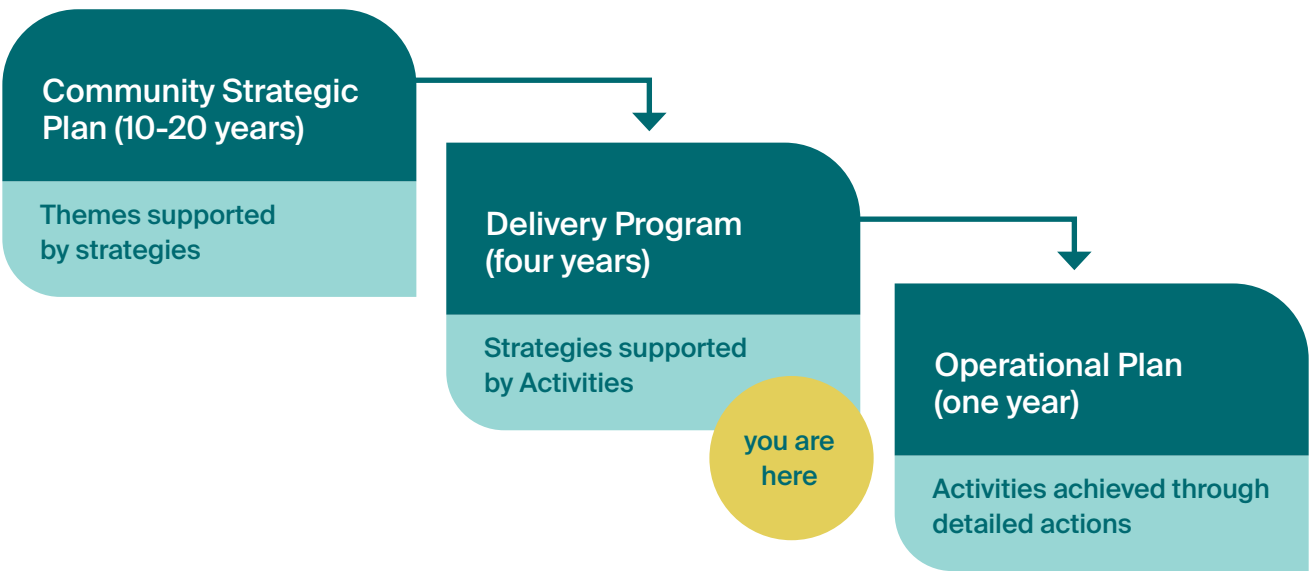 Community Strategic
Plan (10-20 years)
Themes supported
by strategies
Delivery Program
(four years)
Strategies supported
by Activities
you are
here
Operational Plan
(one year)
Activities achieved through
detailed actions